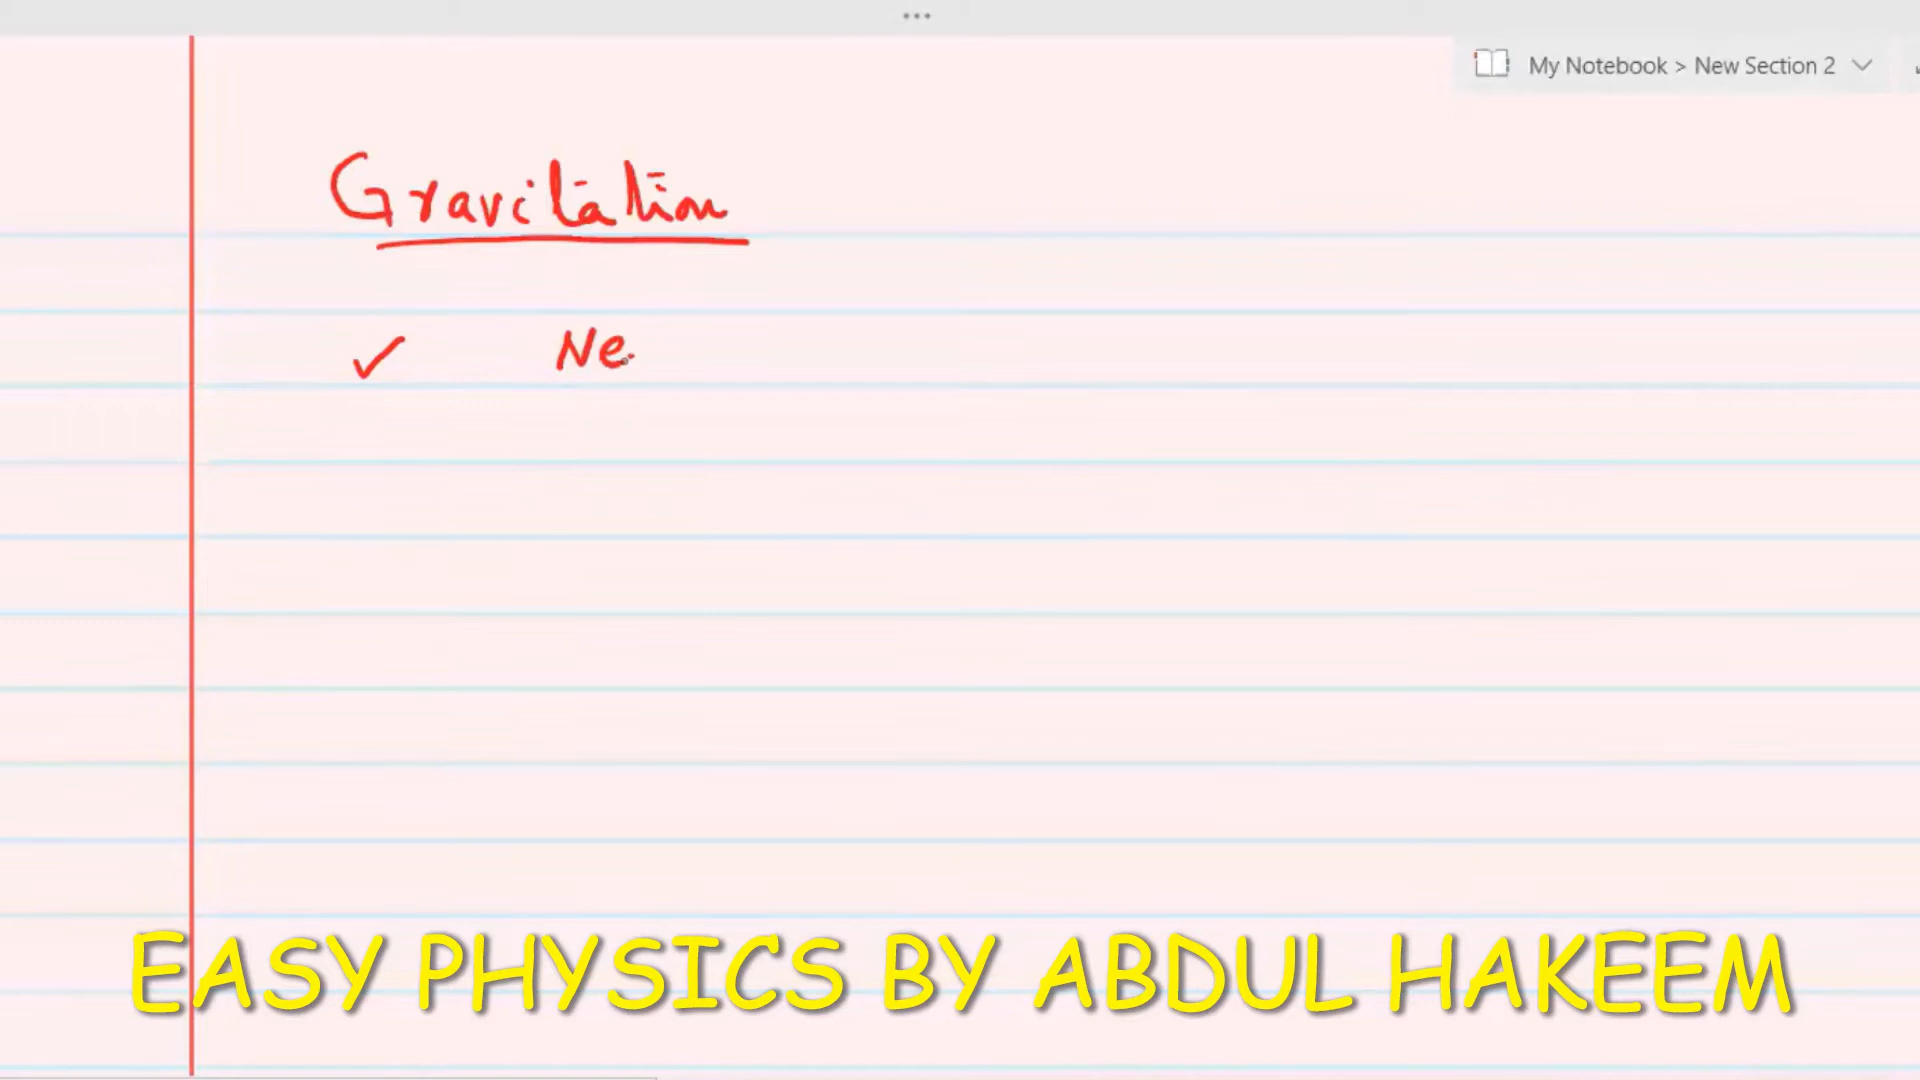 My Notebook > New Section 2
Gravitation
✓ Ne
EASY PHYSICS BY ABDUL HAKEEM